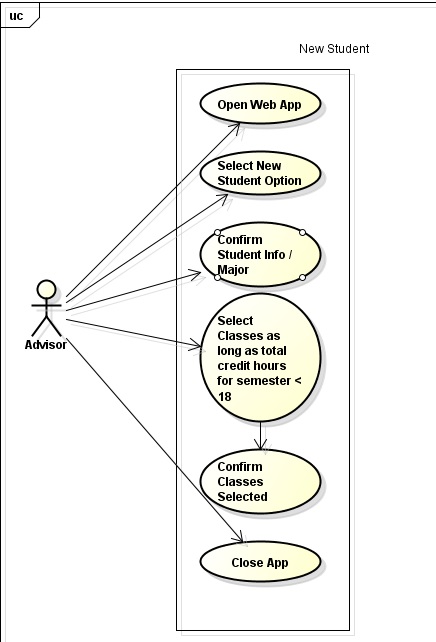 uc
New Student
Open Web App
Select New
Student Option
Confirm
Student Info /
Major
Select
Classes as
long as total
credit hours
for semester <
18
Advisor
Confirm
Classes
Selected
Close App